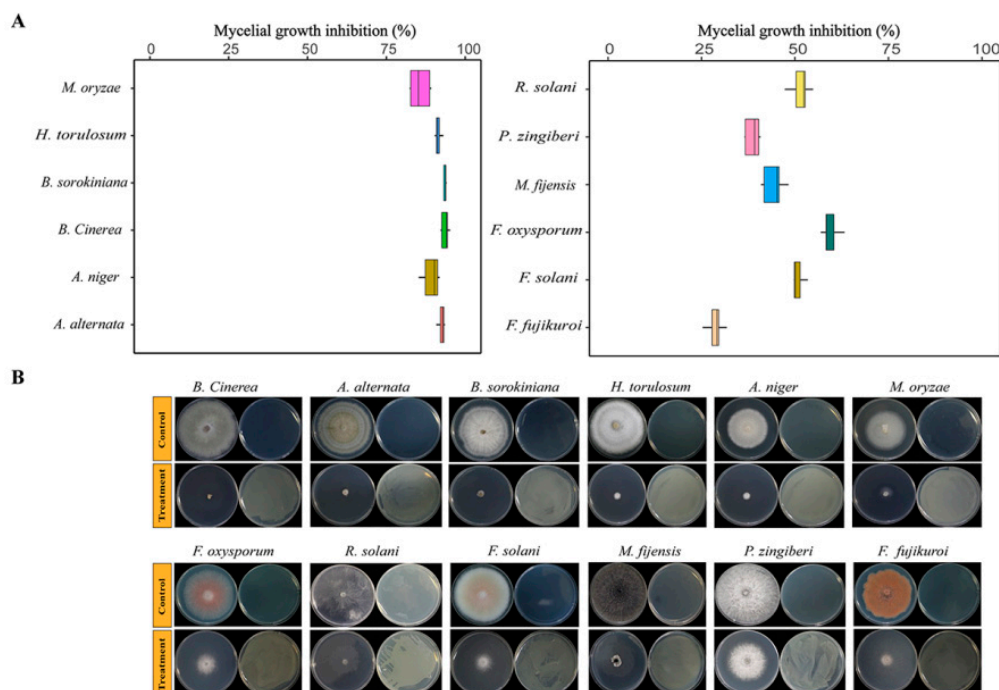 A
Mycelial growth inhibition (%)
0 25 50 75 100
M. oryzae
H. torulosum
B. sorokiniana
B. Cinerea
A. niger
A. alternata
Mycelial growth inhibition (%)
0 25 50 75 100
R. solani
P. zingiberi
M. fijensis
F. oxysporum
F. solani
F. fujikuroi
B
B. Cinerea A. alternata B. sorokiniana H. torulosum A. niger M. oryzae
Control
Treatment
F. oxysporum R. solani F. solani M. fijensis P. zingiberi F. fujikuroi
Control
Treatment